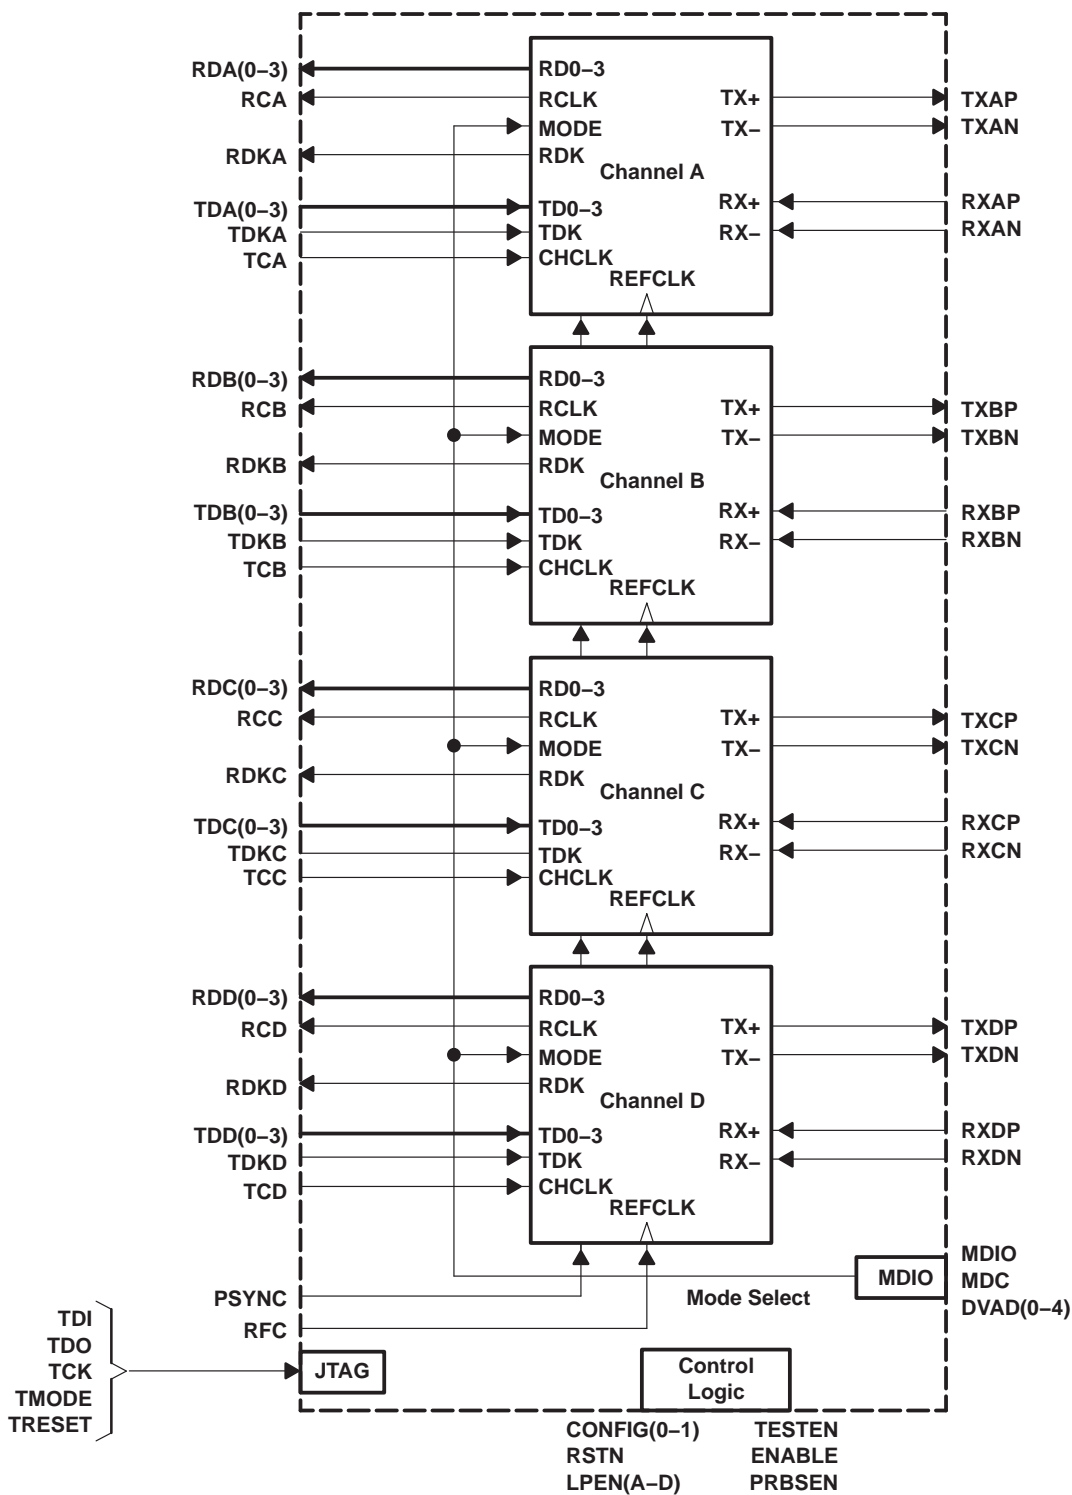 RDA(0–3)
RCA
RDKA
TDA(0–3)
TDKA
TCA
RD0–3
RCLK
MODE
RDK
Channel A
TD0–3
TDK
CHCLK
REFCLK
TX+
TX–
RX+
RX–
TXAP
TXAN
RXAP
RXAN
RDB(0–3)
RCB
RDKB
TDB(0–3)
TDKB
TCB
RD0–3
RCLK
MODE
RDK
Channel B
TD0–3
TDK
CHCLK
REFCLK
TX+
TX–
RX+
RX–
TXBP
TXBN
RXBP
RXBN
RDC(0–3)
RCC
RDKC
TDC(0–3)
TDKC
TCC
RD0–3
RCLK
MODE
RDK
Channel C
TD0–3
TDK
CHCLK
REFCLK
TX+
TX–
RX+
RX–
TXCP
TXCN
RXCP
RXCN
RDD(0–3)
RCD
RDKD
TDD(0–3)
TDKD
TCD
RD0–3
RCLK
MODE
RDK
Channel D
TD0–3
TDK
CHCLK
REFCLK
TX+
TX–
RX+
RX–
TXDP
TXDN
RXDP
RXDN
PSYNC
RFC
Mode Select
MDIO
MDIO
MDC
DVAD(0–4)
TDI
TDO
TCK
TMODE
TRESET
JTAG
Control
Logic
CONFIG(0–1)
RSTN
LPEN(A–D)
TESTEN
ENABLE
PRBSEN